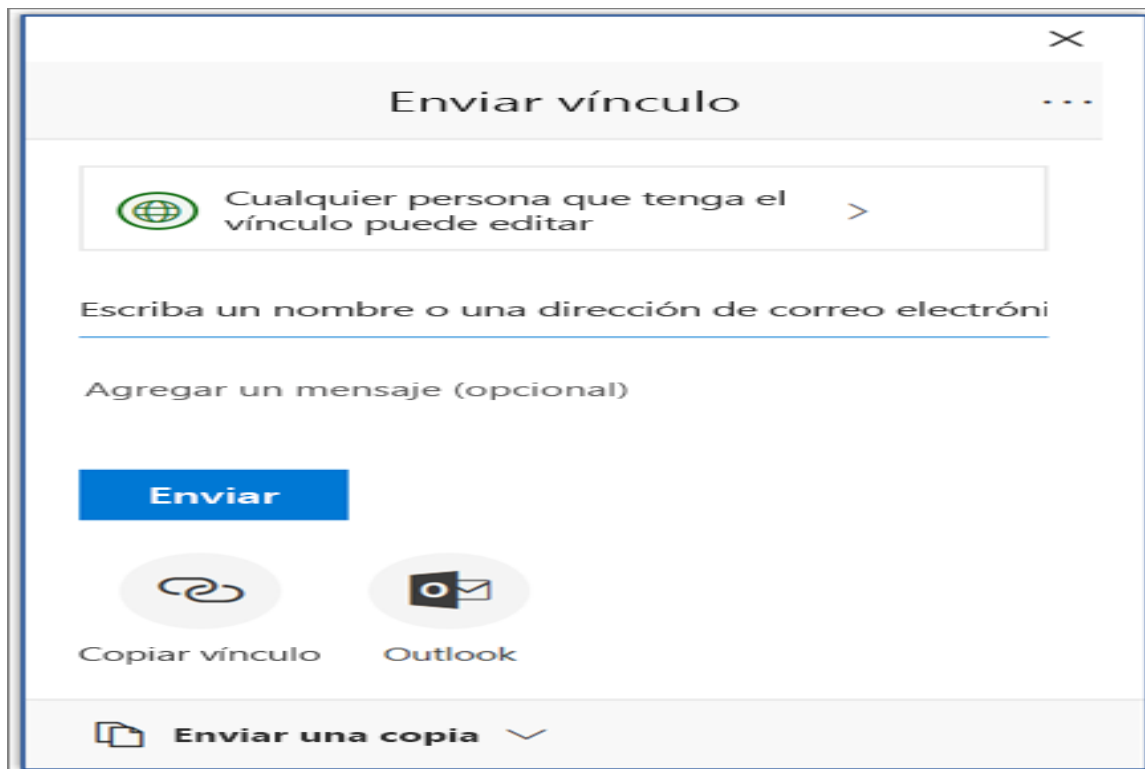 Enviar vínculo
Cualquier persona que tenga el
vínculo puede editar
Escriba un nombre o una dirección de correo electróni
Agregar un mensaje (opcional)
Enviar
Copiar vínculo
Outlook
Enviar una copia